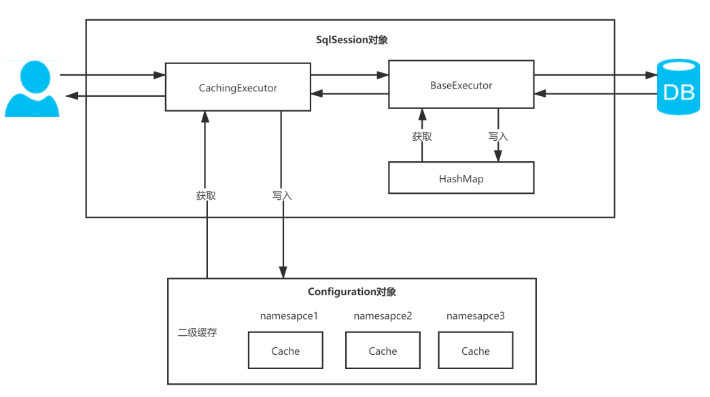 SqlSession对象
CachingExecutor
BaseExecutor
DB
获取
写入
HashMap
获取
写入
Configuration对象
namesapce1
namesapce2
namesapce3
二级缓存
Cache
Cache
Cache